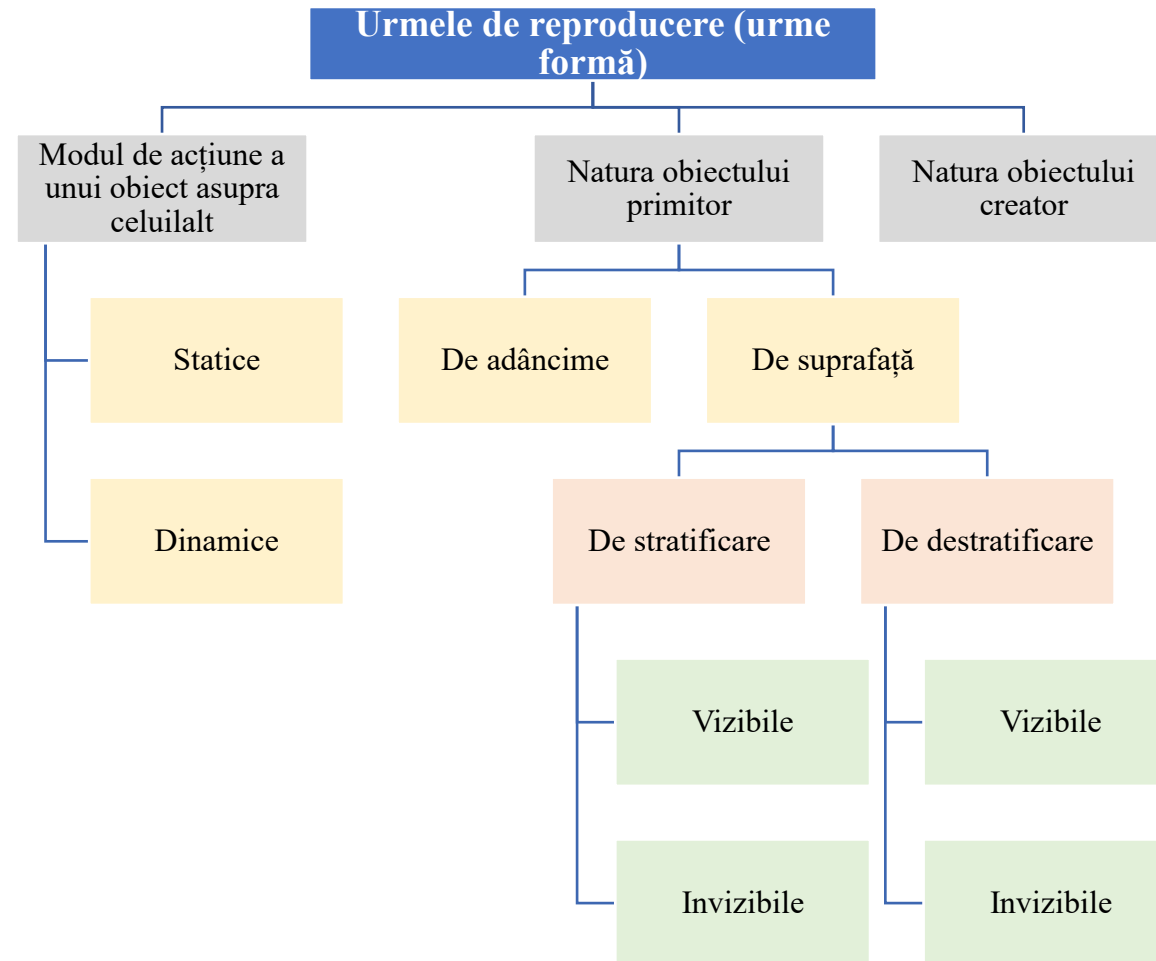 Urmele de reproducere (urme
formă)
Modul de acțiune a
unui obiect asupra
celuilalt
Natura obiectului
primitor
Natura obiectului
creator
Statice
De adâncime
De suprafață
Dinamice
De stratificare
De destratificare
Vizibile
Vizibile
Invizibile
Invizibile